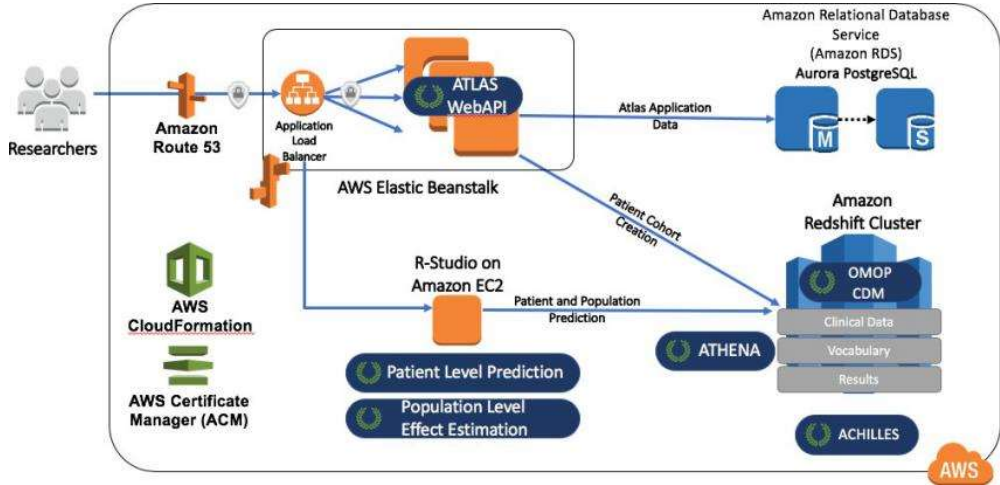 Researchers
Amazon
Route 53
Application
Load
Balancer
ATLAS
WebAPI
AWS Elastic Beanstalk
Atlas Application
Data
Amazon Relational Database
Service
(Amazon RDS)
Aurora PostgreSQL
M
S
Patient Cohort
Creation
Amazon
Redshift Cluster
OMOP
CDM
Clinical Data
Vocabulary
Results
ATHENA
ACHILLES
R-Studio on
Amazon EC2
Patient and Population
Prediction
Patient Level Prediction
Population Level
Effect Estimation
AWS
CloudFormation
AWS Certificate
Manager (ACM)
AWS